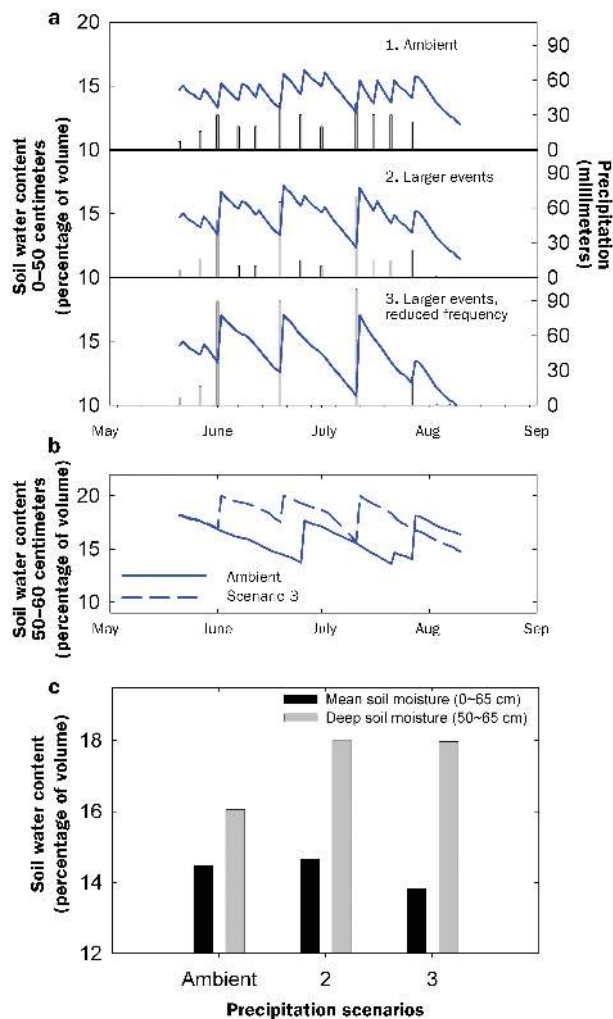 a
20
15
10
15
10
15
10
Soil water content
0–50 centimeters
(percentage of volume)
1. Ambient
2. Larger events
3. Larger events,
reduced frequency
90
60
30
0
90
60
30
0
90
60
30
0
Precipitation
(millimeters)
May June July Aug Sep
b
Soil water content
50–60 centimeters
(percentage of volume)
20
15
10
Ambient
Scenario 3
May June July Aug Sep
c
Mean soil moisture (0~65 cm)
Deep soil moisture (50~65 cm)
Soil water content
(percentage of volume)
18
16
14
12
Ambient 2 3
Precipitation scenarios